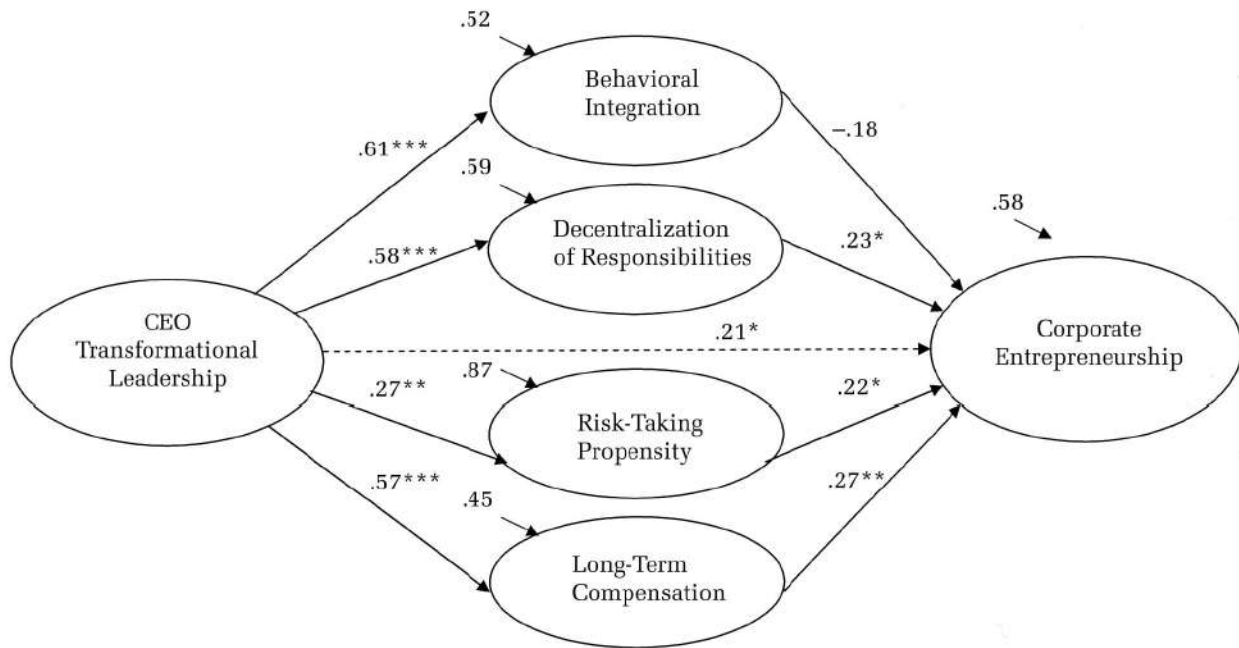 .52
Behavioral
Integration
.61***
−.18
.59
Decentralization
of Responsibilities
.58***
.23*
.58
CEO
Transformational
Leadership
.21*
Corporate
Entrepreneurship
.87
.27**
Risk-Taking
Propensity
.22*
.57***
.45
Long-Term
Compensation
.27**